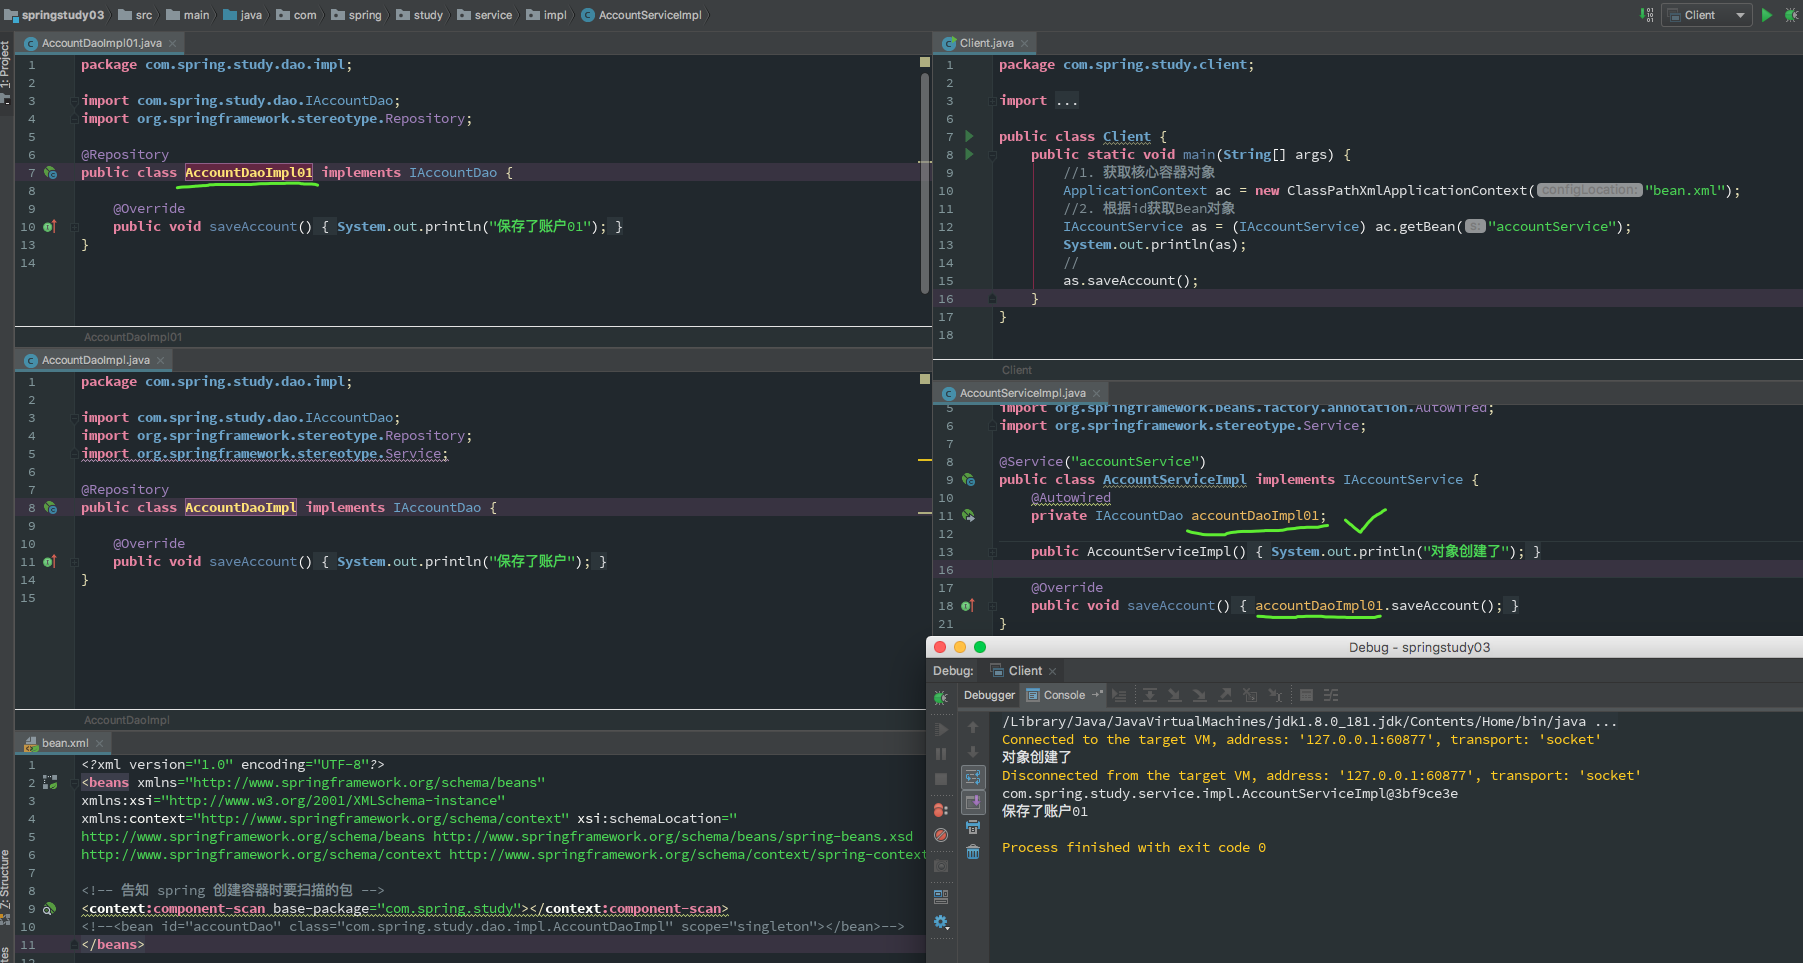 springstudy03 src main java com spring study service impl AccountServiceImpl
Client
1: Project
AccountDaoImpl01.java
1 package com.spring.study.dao.impl;
2
3 import com.spring.study.dao.IAccountDao;
4 import org.springframework.stereotype.Repository;
5
6 @Repository
7 public class AccountDaoImpl01 implements IAccountDao {
8
9 @Override
10 public void saveAccount() { System.out.println("保存了账户01"); }
13 }
14
AccountDaoImpl01
AccountDaoImpl.java
1 package com.spring.study.dao.impl;
2
3 import com.spring.study.dao.IAccountDao;
4 import org.springframework.stereotype.Repository;
5 import org.springframework.stereotype.Service;
6
7 @Repository
8 public class AccountDaoImpl implements IAccountDao {
9
10 @Override
11 public void saveAccount() { System.out.println("保存了账户"); }
14 }
15
AccountDaoImpl
bean.xml
1 <?xml version="1.0" encoding="UTF-8"?>
2 <beans xmlns="http://www.springframework.org/schema/beans"
3 xmlns:xsi="http://www.w3.org/2001/XMLSchema-instance"
4 xmlns:context="http://www.springframework.org/schema/context" xsi:schemaLocation="
5 http://www.springframework.org/schema/beans http://www.springframework.org/schema/beans/spring-beans.xsd
6 http://www.springframework.org/schema/context http://www.springframework.org/schema/context/spring-context
7
8 <!-- 告知 spring 创建容器时要扫描的包 -->
9 <context:component-scan base-package="com.spring.study"></context:component-scan>
10 <!--<bean id="accountDao" class="com.spring.study.dao.impl.AccountDaoImpl" scope="singleton"></bean>-->
11 </beans>
12
7: Structure
Client.java
1 package com.spring.study.client;
2
3 import ...
6
7 public class Client {
8 public static void main(String[] args) {
9 //1. 获取核心容器对象
10 ApplicationContext ac = new ClassPathXmlApplicationContext( configLocation: "bean.xml");
11 //2. 根据id获取Bean对象
12 IAccountService as = (IAccountService) ac.getBean( s: "accountService");
13 System.out.println(as);
14 //
15 as.saveAccount();
16 }
17 }
18
Client
AccountServiceImpl.java
5 import org.springframework.beans.factory.annotation.Autowired;
6 import org.springframework.stereotype.Service;
7
8 @Service("accountService")
9 public class AccountServiceImpl implements IAccountService {
10 @Autowired
11 private IAccountDao accountDaoImpl01;
12
13 public AccountServiceImpl() { System.out.println("对象创建了"); }
16
17 @Override
18 public void saveAccount() { accountDaoImpl01.saveAccount(); }
21 }
Debug - springstudy03
Debug: Client
Debugger Console
/Library/Java/JavaVirtualMachines/jdk1.8.0_181.jdk/Contents/Home/bin/java ...
Connected to the target VM, address: '127.0.0.1:60877', transport: 'socket'
对象创建了
Disconnected from the target VM, address: '127.0.0.1:60877', transport: 'socket'
com.spring.study.service.impl.AccountServiceImpl@3bf9ce3e
保存了账户01
Process finished with exit code 0